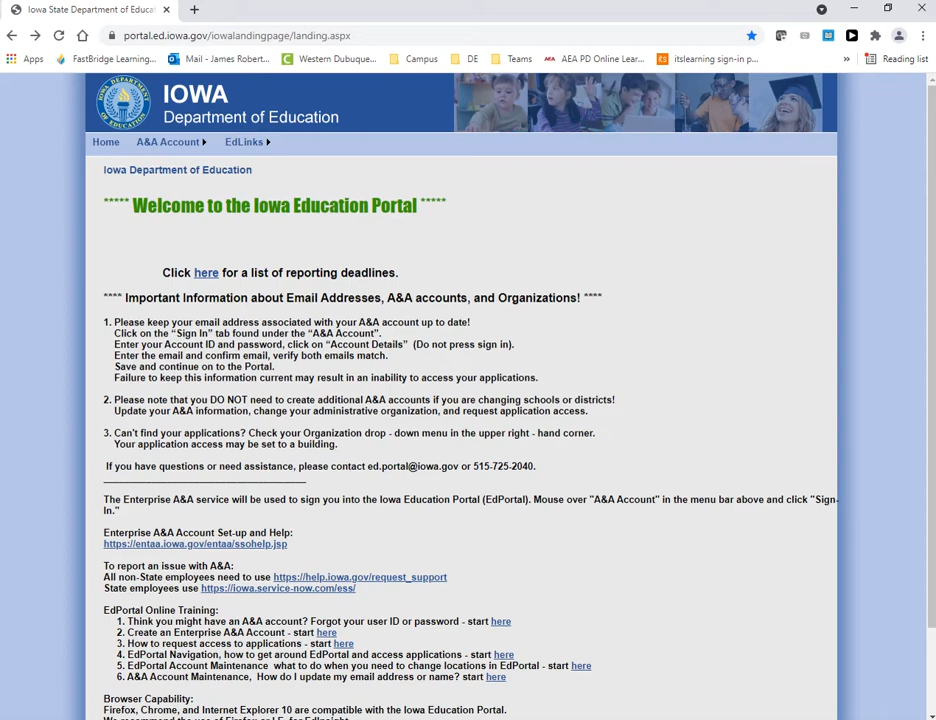 Iowa State Department of Educat
portal.ed.iowa.gov/iowalandingpage/landing.aspx
Apps FastBridge Learning... Mail - James Robert... Western Dubuque... Campus DE Teams AEA PD Online Lear... itslearning sign-in p... » Reading list
IOWA
Department of Education
Home A&A Account EdLinks
Iowa Department of Education
***** Welcome to the Iowa Education Portal *****
Click here for a list of reporting deadlines.
**** Important Information about Email Addresses, A&A accounts, and Organizations! ****
1. Please keep your email address associated with your A&A account up to date!
Click on the “Sign In” tab found under the “A&A Account”.
Enter your Account ID and password, click on “Account Details” (Do not press sign in).
Enter the email and confirm email, verify both emails match.
Save and continue on to the Portal.
Failure to keep this information current may result in an inability to access your applications.
2. Please note that you DO NOT need to create additional A&A accounts if you are changing schools or districts!
Update your A&A information, change your administrative organization, and request application access.
3. Can't find your applications? Check your Organization drop - down menu in the upper right - hand corner.
Your application access may be set to a building.
If you have questions or need assistance, please contact ed.portal@iowa.gov or 515-725-2040.
The Enterprise A&A service will be used to sign you into the Iowa Education Portal (EdPortal). Mouse over "A&A Account" in the menu bar above and click "Sign-
In."
Enterprise A&A Account Set-up and Help:
https://entaa.iowa.gov/entaa/ssohelp.jsp
To report an issue with A&A:
All non-State employees need to use https://help.iowa.gov/request_support
State employees use https://iowa.service-now.com/ess/
EdPortal Online Training:
1. Think you might have an A&A account? Forgot your user ID or password - start here
2. Create an Enterprise A&A Account - start here
3. How to request access to applications - start here
4. EdPortal Navigation, how to get around EdPortal and access applications - start here
5. EdPortal Account Maintenance what to do when you need to change locations in EdPortal - start here
6. A&A Account Maintenance, How do I update my email address or name? start here
Browser Capability:
Firefox, Chrome, and Internet Explorer 10 are compatible with the Iowa Education Portal.
We recommend the use of Firefox or I.E. for EdInsight